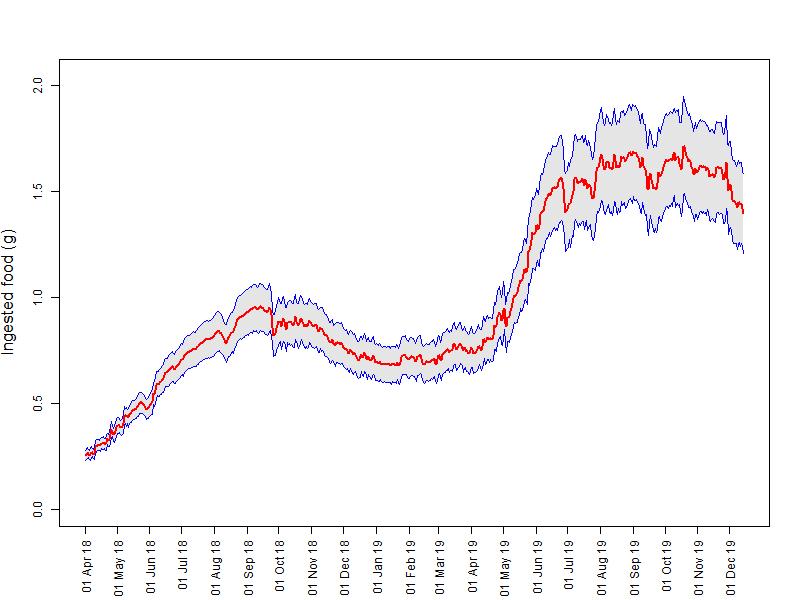 Ingested food (g)
2.0
1.5
1.0
0.5
0.0
01 Apr 18
01 May 18
01 Jun 18
01 Jul 18
01 Aug 18
01 Sep 18
01 Oct 18
01 Nov 18
01 Dec 18
01 Jan 19
01 Feb 19
01 Mar 19
01 Apr 19
01 May 19
01 Jun 19
01 Jul 19
01 Aug 19
01 Sep 19
01 Oct 19
01 Nov 19
01 Dec 19